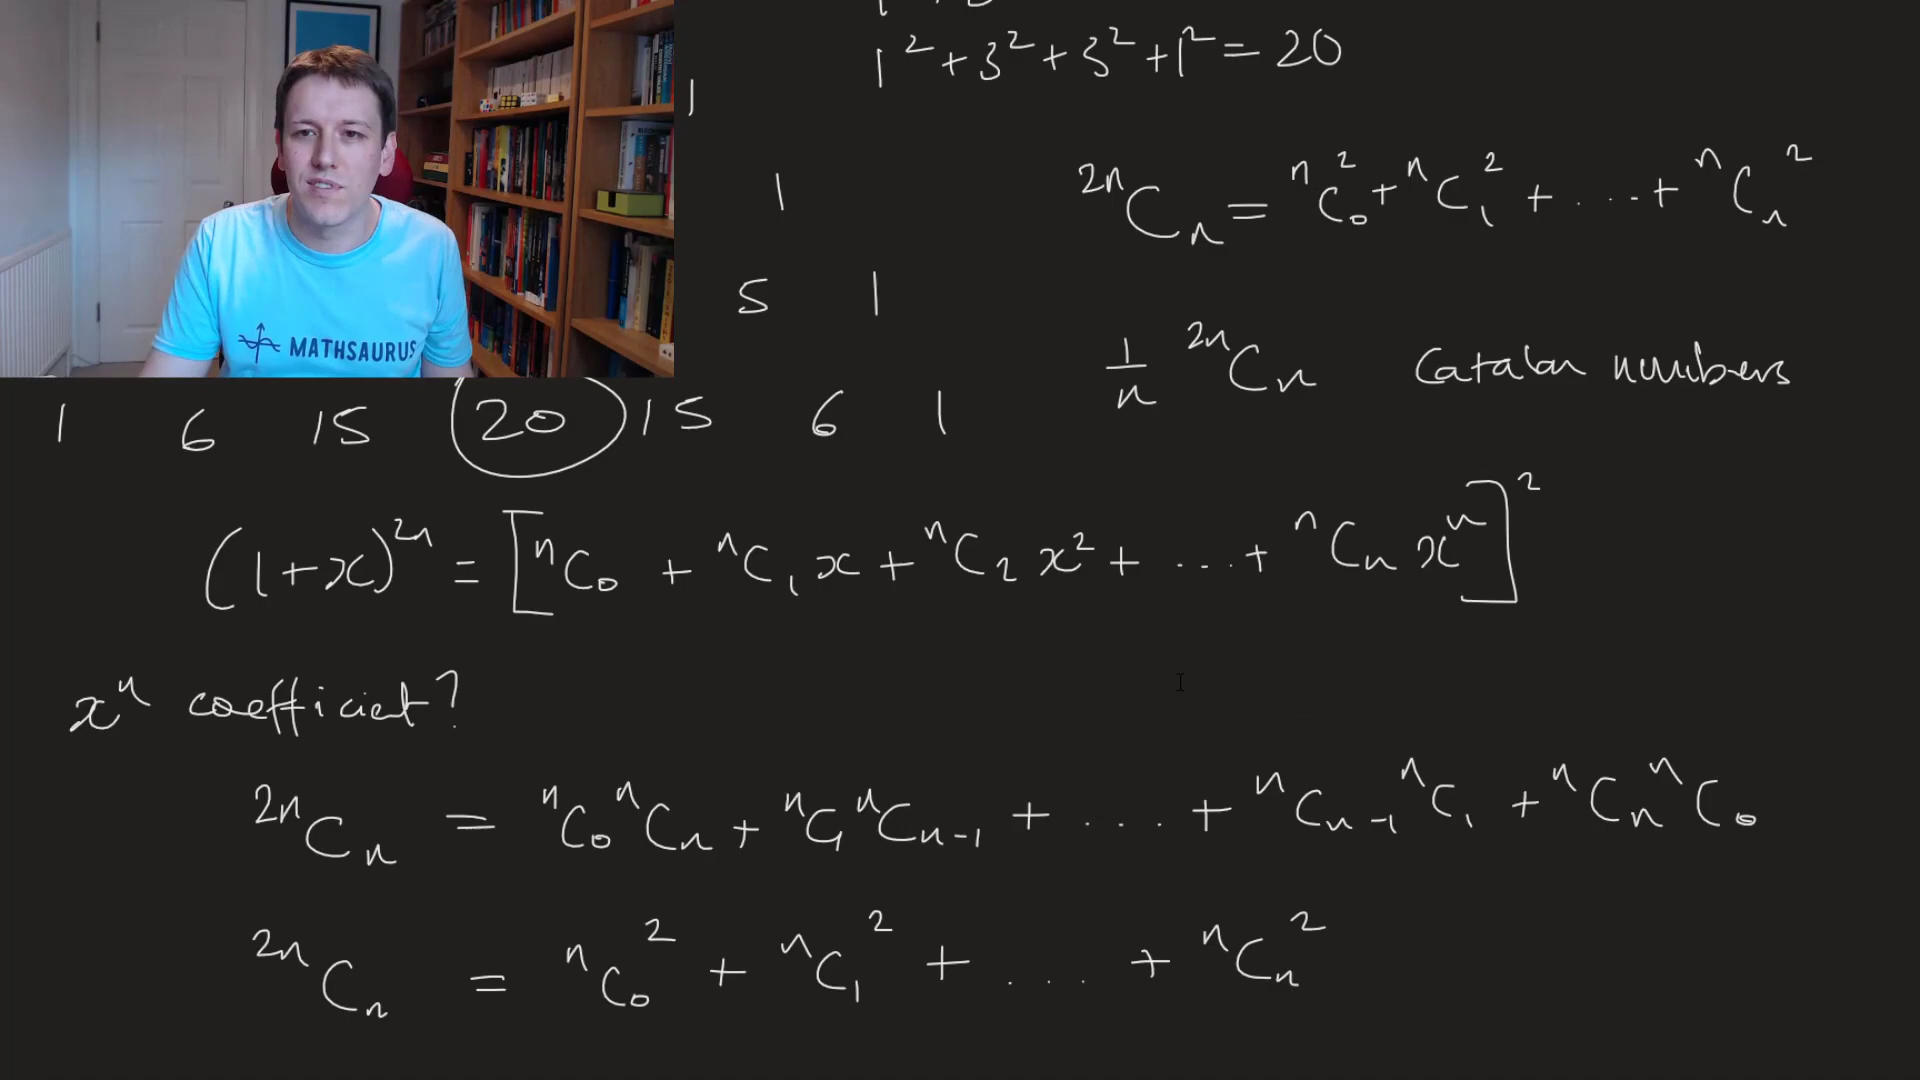 1² + 3² + 3² + 1² = 20
1
²ⁿCₙ = ⁿC₀² + ⁿC₁² + ... + ⁿCₙ²
1
5 1
1/n ²ⁿCₙ Catalan numbers
MATHSAURUS
1 6 15 20 15 6 1
(1+x)²ⁿ = [ⁿC₀ + ⁿC₁x + ⁿC₂x² + ... + ⁿCₙxⁿ]²
xⁿ coefficient?
²ⁿCₙ = ⁿC₀ⁿCₙ + ⁿC₁ⁿCₙ₋₁ + ... + ⁿCₙ₋₁ⁿC₁ + ⁿCₙⁿC₀
²ⁿCₙ = ⁿC₀² + ⁿC₁² + ... + ⁿCₙ²